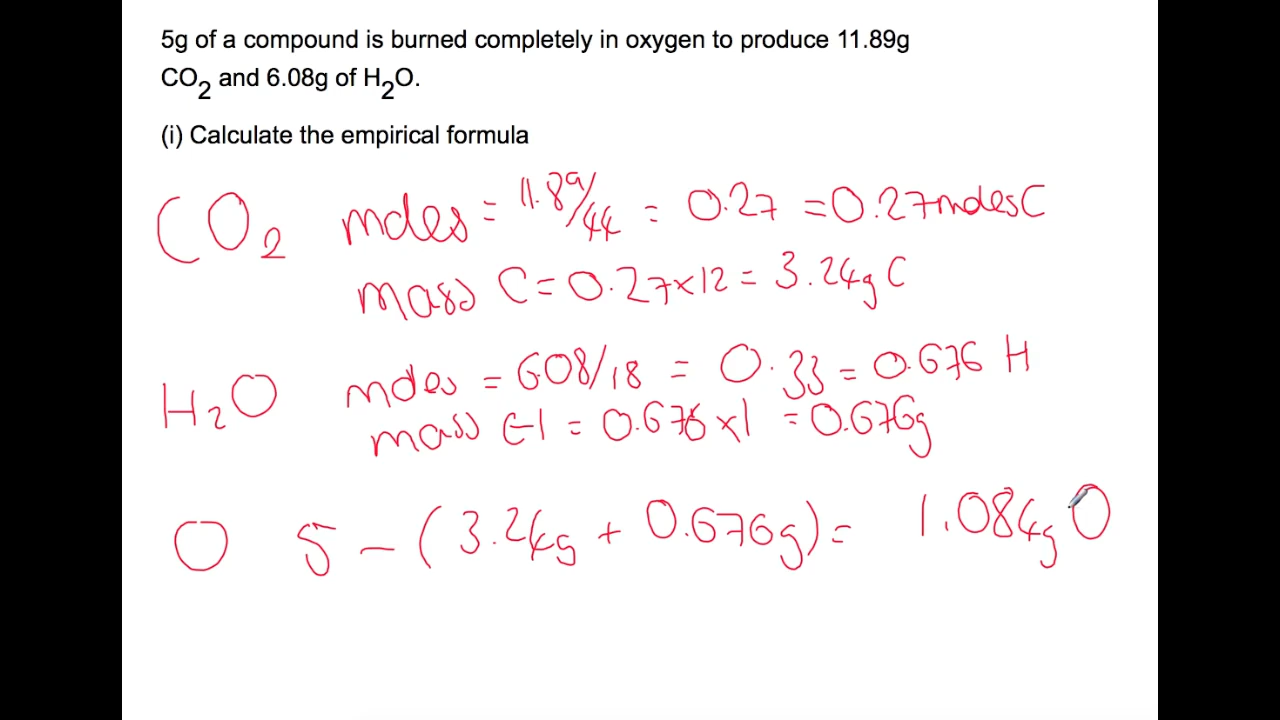 5g of a compound is burned completely in oxygen to produce 11.89g
CO₂ and 6.08g of H₂O.
(i) Calculate the empirical formula
CO₂ moles = 11.89/44 = 0.27 = 0.27 moles C
mass C = 0.27×12 = 3.24g C
H₂O moles = 6.08/18 = 0.33 = 0.676 H
mass H = 0.676 ×1 = 0.676g
O 5 - (3.24g + 0.676g) = 1.084g O